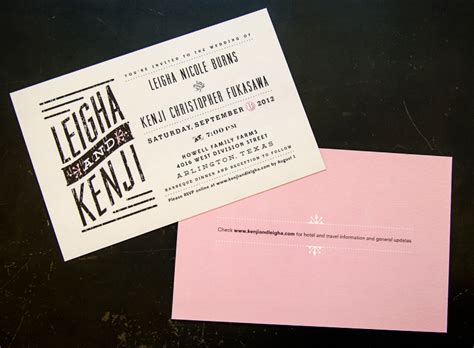 LEIGHA
AND
KENJI
YOU'RE INVITED TO THE WEDDING OF
LEIGHA NICOLE BURNS
&
KENJI CHRISTOPHER FUKASAWA
SATURDAY, SEPTEMBER 2012
AT 7:00 PM
HOWELL FAMILY FARMS
4016 WEST DIVISION STREET
ARLINGTON, TEXAS
BARBEQUE DINNER AND RECEPTION TO FOLLOW
Please RSVP online at www.kenjiandleigha.com by August 1
Check www.kenjiandleigha.com for hotel and travel information and general updates